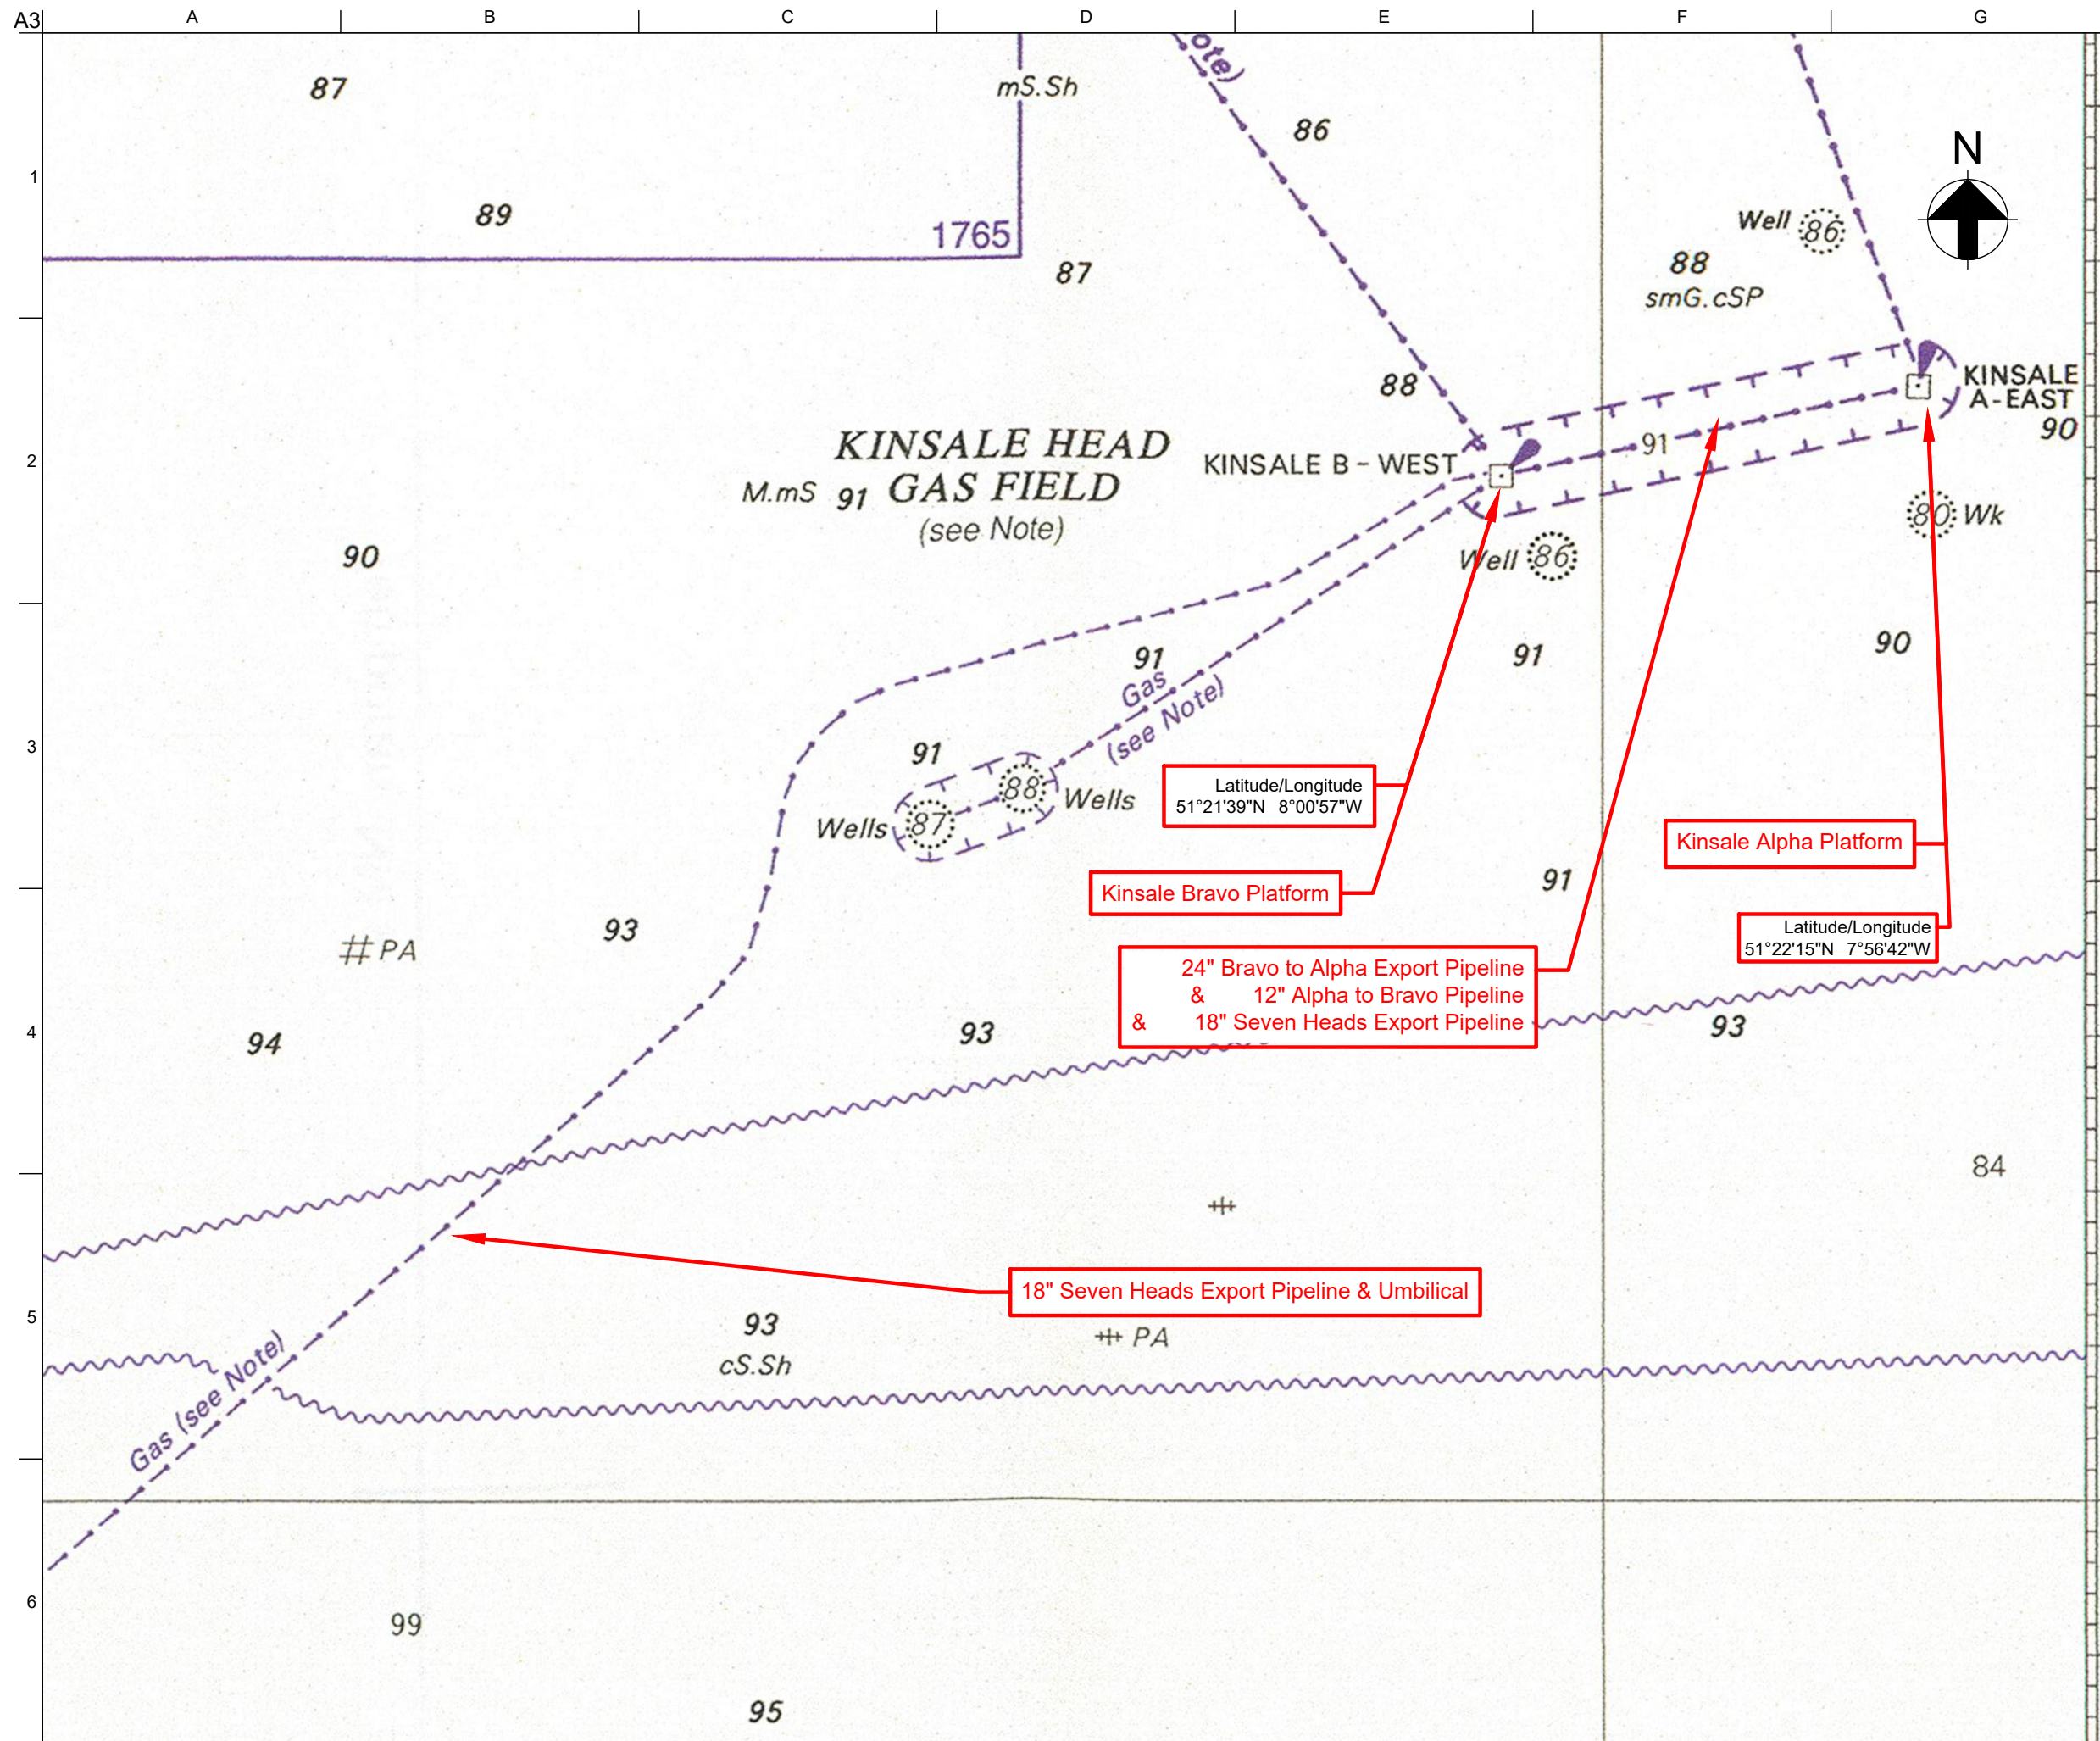 A3
A
B
C
D
E
F
G
1
2
3
4
5
6
87
mS.Sh
ote)
86
N
89
1765
87
Well 86
88
smG.cSP
88
KINSALE
A-EAST
90
KINSALE HEAD
GAS FIELD
(see Note)
M.mS 91
KINSALE B - WEST
91
80 Wk
90
Well 86
91
Gas
(see Note)
91
90
91
Wells 87
88 Wells
Latitude/Longitude
51°21'39"N 8°00'57"W
Kinsale Bravo Platform
Kinsale Alpha Platform
Latitude/Longitude
51°22'15"N 7°56'42"W
91
PA
93
24" Bravo to Alpha Export Pipeline
& 12" Alpha to Bravo Pipeline
& 18" Seven Heads Export Pipeline
94
93
93
84
18" Seven Heads Export Pipeline & Umbilical
93
cS.Sh
PA
Gas (see Note)
99
95